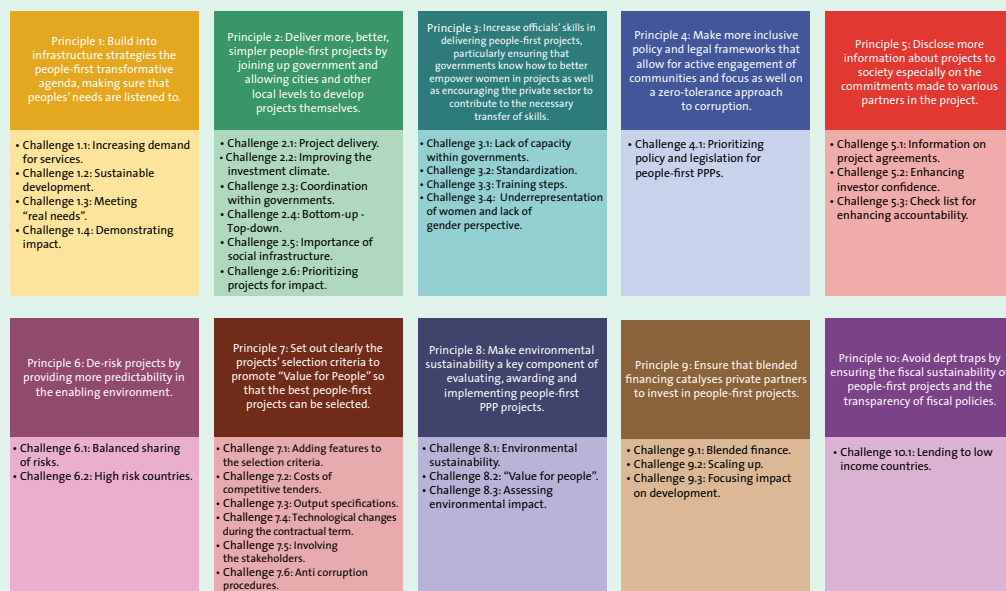 Principle 1: Build into
infrastructure strategies the
people-first transformative
agenda, making sure that
peoples’ needs are listened to.
• Challenge 1.1: Increasing demand
for services.
• Challenge 1.2: Sustainable
development.
• Challenge 1.3: Meeting
“real needs”.
• Challenge 1.4: Demonstrating
impact.
Principle 2: Deliver more, better,
simpler people-first projects by
joining up government and
allowing cities and other
local levels to develop
projects themselves.
• Challenge 2.1: Project delivery.
• Challenge 2.2: Improving the
investment climate.
• Challenge 2.3: Coordination
within governments.
• Challenge 2.4: Bottom-up -
Top-down.
• Challenge 2.5: Importance of
social infrastructure.
• Challenge 2.6: Prioritizing
projects for impact.
Principle 3: Increase officials’ skills in
delivering people-first projects,
particularly ensuring that
governments know how to better
empower women in projects as well
as encouraging the private sector to
contribute to the necessary
transfer of skills.
• Challenge 3.1: Lack of capacity
within governments.
• Challenge 3.2: Standardization.
• Challenge 3.3: Training steps.
• Challenge 3.4: Underrepresentation
of women and lack of
gender perspective.
Principle 4: Make more inclusive
policy and legal frameworks that
allow for active engagement of
communities and focus as well on
a zero-tolerance approach
to corruption.
• Challenge 4.1: Prioritizing
policy and legislation for
people-first PPPs.
Principle 5: Disclose more
information about projects to
society especially on the
commitments made to various
partners in the project.
• Challenge 5.1: Information on
project agreements.
• Challenge 5.2: Enhancing
investor confidence.
• Challenge 5.3: Check list for
enhancing accountability.
Principle 6: De-risk projects by
providing more predictability in
the enabling environment.
• Challenge 6.1: Balanced sharing
of risks.
• Challenge 6.2: High risk countries.
Principle 7: Set out clearly the
projects’ selection criteria to
promote “Value for People” so
that the best people-first
projects can be selected.
• Challenge 7.1: Adding features to
the selection criteria.
• Challenge 7.2: Costs of
competitive tenders.
• Challenge 7.3: Output specifications.
• Challenge 7.4: Technological changes
during the contractual term.
• Challenge 7.5: Involving
the stakeholders.
• Challenge 7.6: Anti corruption
procedures.
Principle 8: Make environmental
sustainability a key component of
evaluating, awarding and
implementing people-first
PPP projects.
• Challenge 8.1: Environmental
sustainability.
• Challenge 8.2: “Value for people”.
• Challenge 8.3: Assessing
environmental impact.
Principle 9: Ensure that blended
financing catalyses private partners
to invest in people-first projects.
• Challenge 9.1: Blended finance.
• Challenge 9.2: Scaling up.
• Challenge 9.3: Focusing impact
on development.
Principle 10: Avoid dept traps by
ensuring the fiscal sustainability of
people-first projects and the
transparency of fiscal policies.
• Challenge 10.1: Lending to low
income countries.